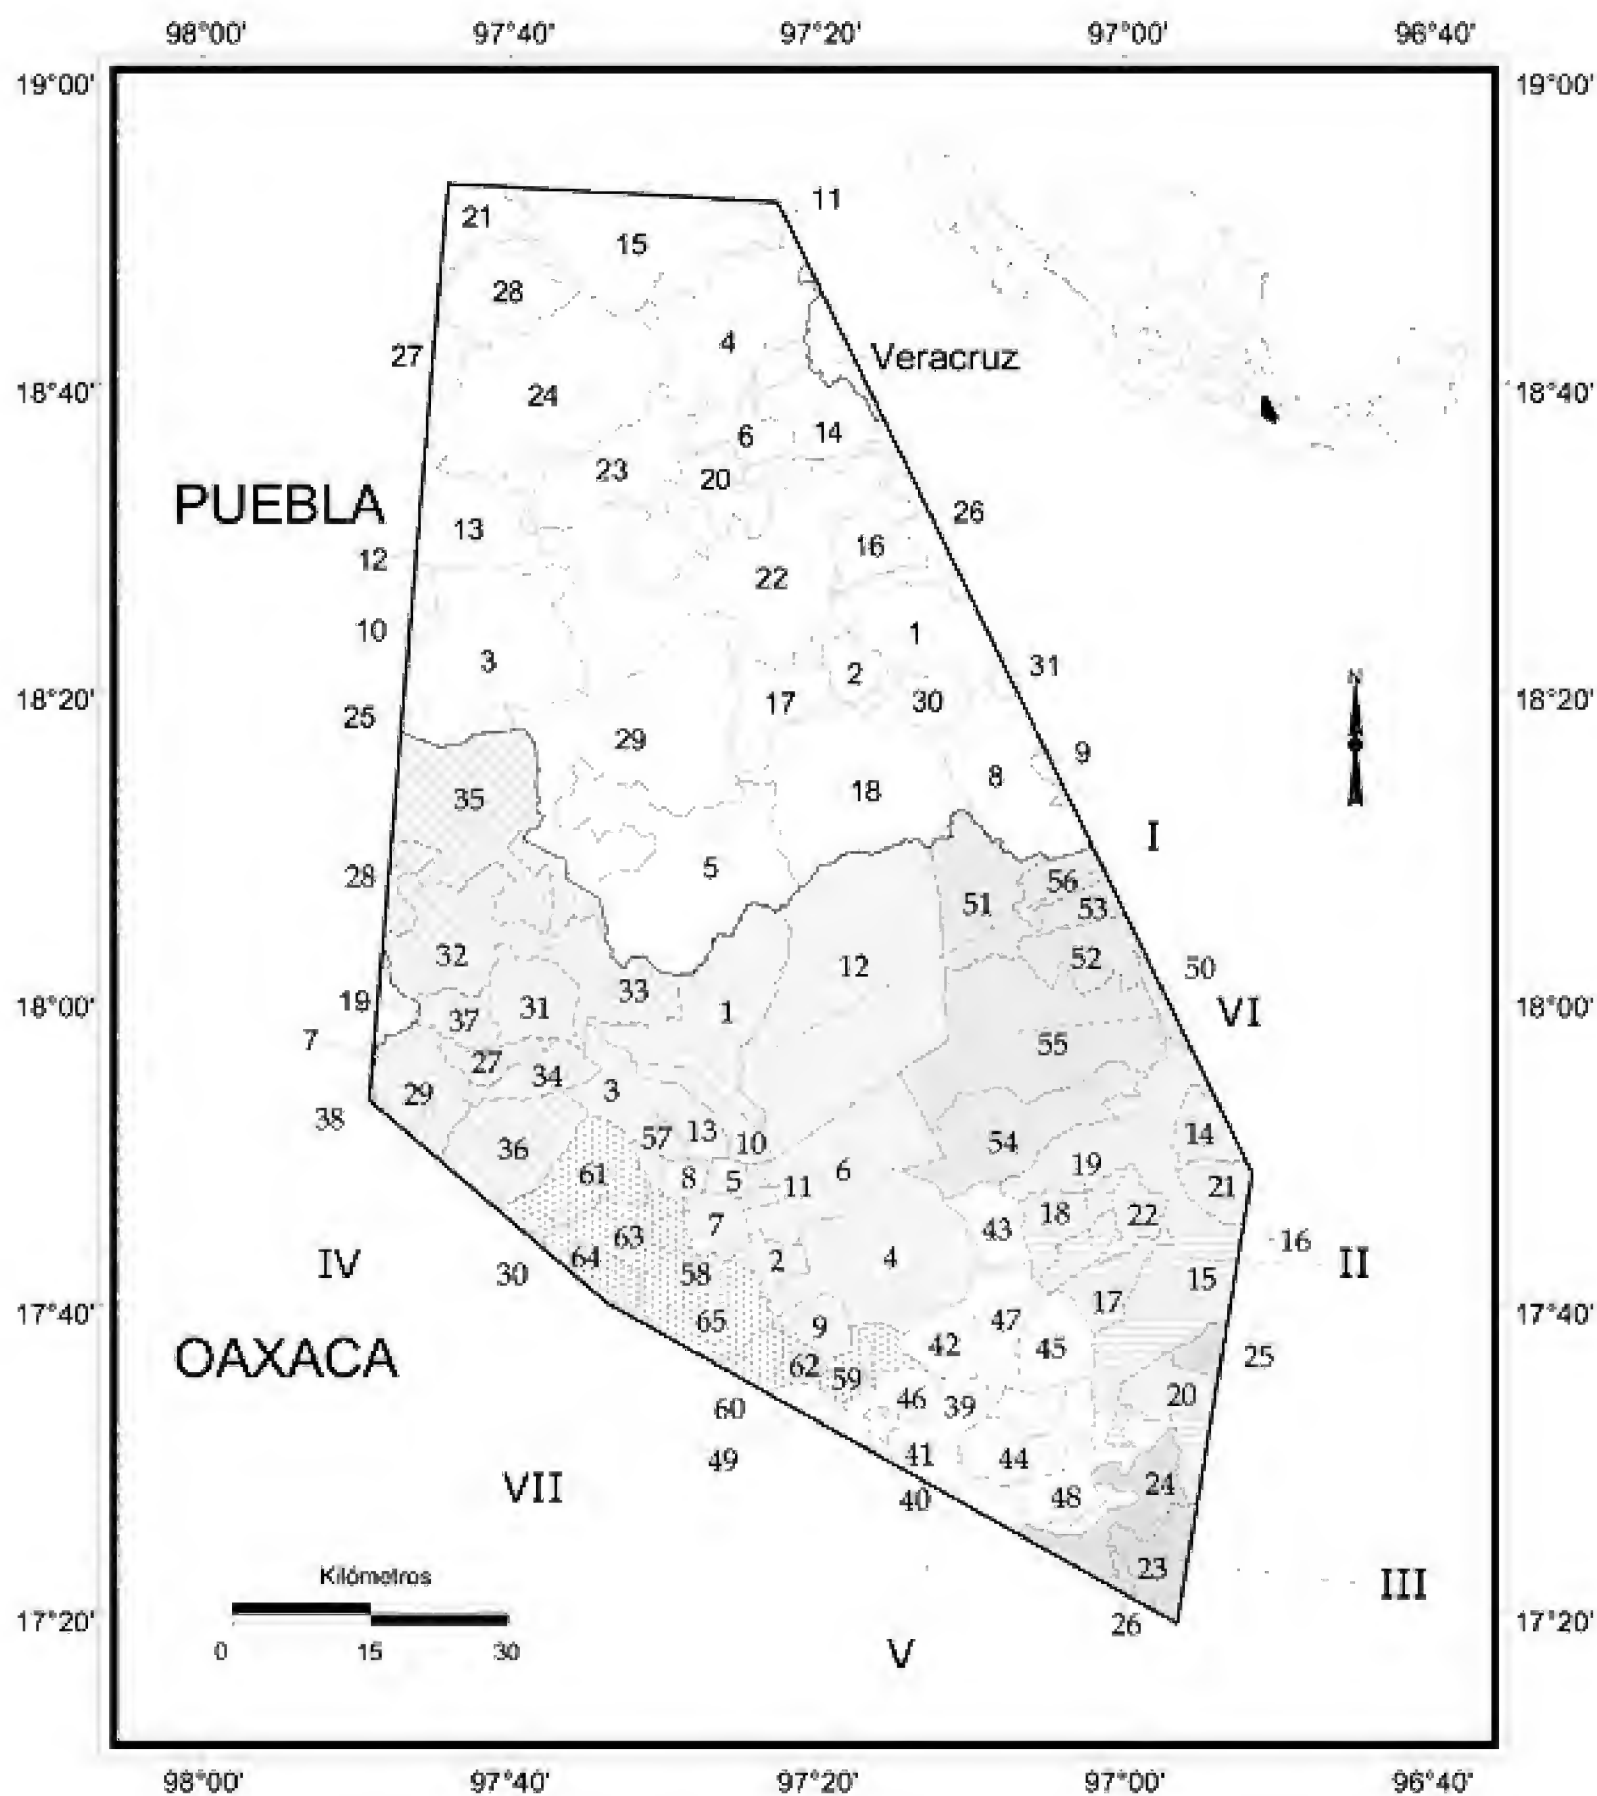 98°00' 97°40' 97°20' 97°00' 96°40'
19°00' 19°00'
11
21
15
28
4
27 Veracruz
18°40' 18°40'
24
6 14
23 20
PUEBLA 26
13
12 16
22
10 1
3 2 31
18°20' 17 30 18°20'
25
29 9
8
35 18
N
I
28 5 56
51 53
32 12 52 50
33
19 31 1 VI
18°00' 18°00'
37
7 55
27 34
29 3
38 57 13 10 14
36 54
61 8 5 11 6 19 21
7 43 18 22
63 16
IV 64 58 2 4 II
30 15
17
17°40' 65 9 47 17°40'
OAXACA 42 45 25
62 59
46 39 20
60
49 41 44
VII 40 48 24
23
Kilómetros III
17°20' 26 17°20'
0 15 30 V
98°00' 97°40' 97°20' 97°00' 96°40'